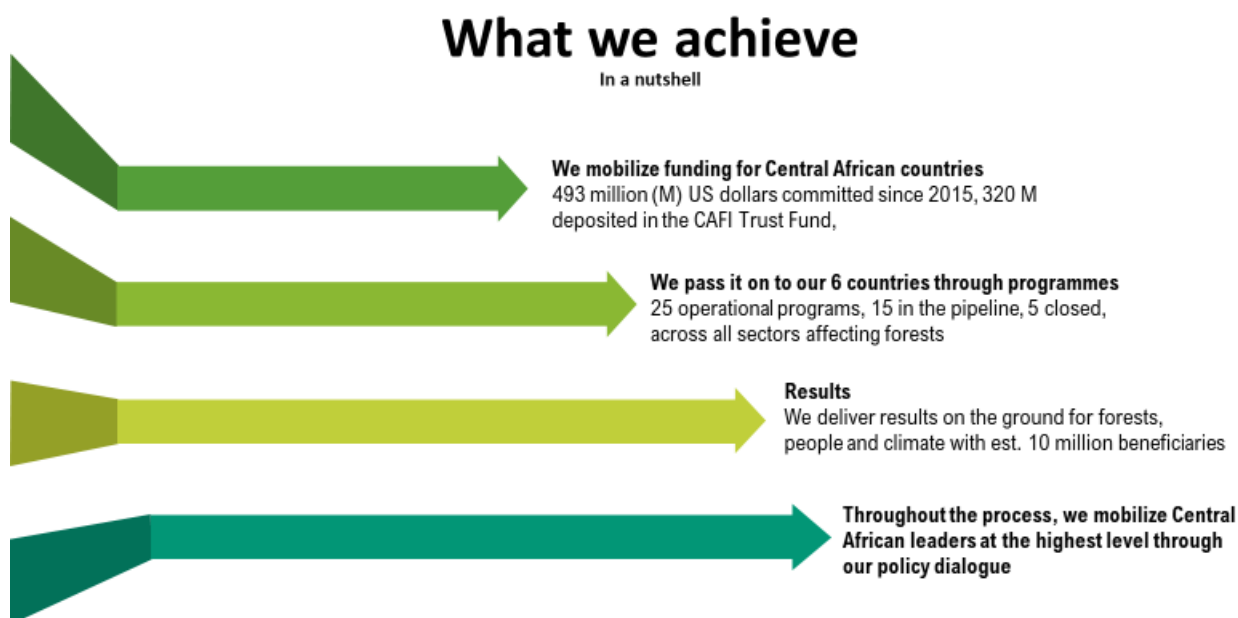 What we achieve
In a nutshell
We mobilize funding for Central African countries
493 million (M) US dollars committed since 2015, 320 M
deposited in the CAFI Trust Fund,
We pass it on to our 6 countries through programmes
25 operational programs, 15 in the pipeline, 5 closed,
across all sectors affecting forests
Results
We deliver results on the ground for forests,
people and climate with est. 10 million beneficiaries
Throughout the process, we mobilize Central
African leaders at the highest level through
our policy dialogue